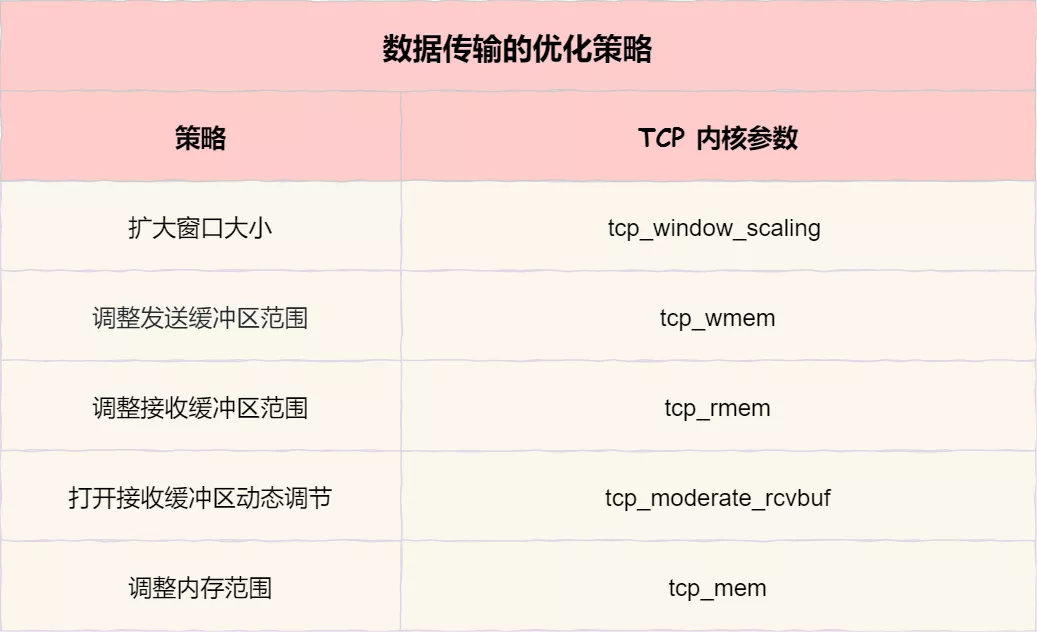 数据传输的优化策略
策略 TCP 内核参数
扩大窗口大小 tcp_window_scaling
调整发送缓冲区范围 tcp_wmem
调整接收缓冲区范围 tcp_rmem
打开接收缓冲区动态调节 tcp_moderate_rcvbuf
调整内存范围 tcp_mem